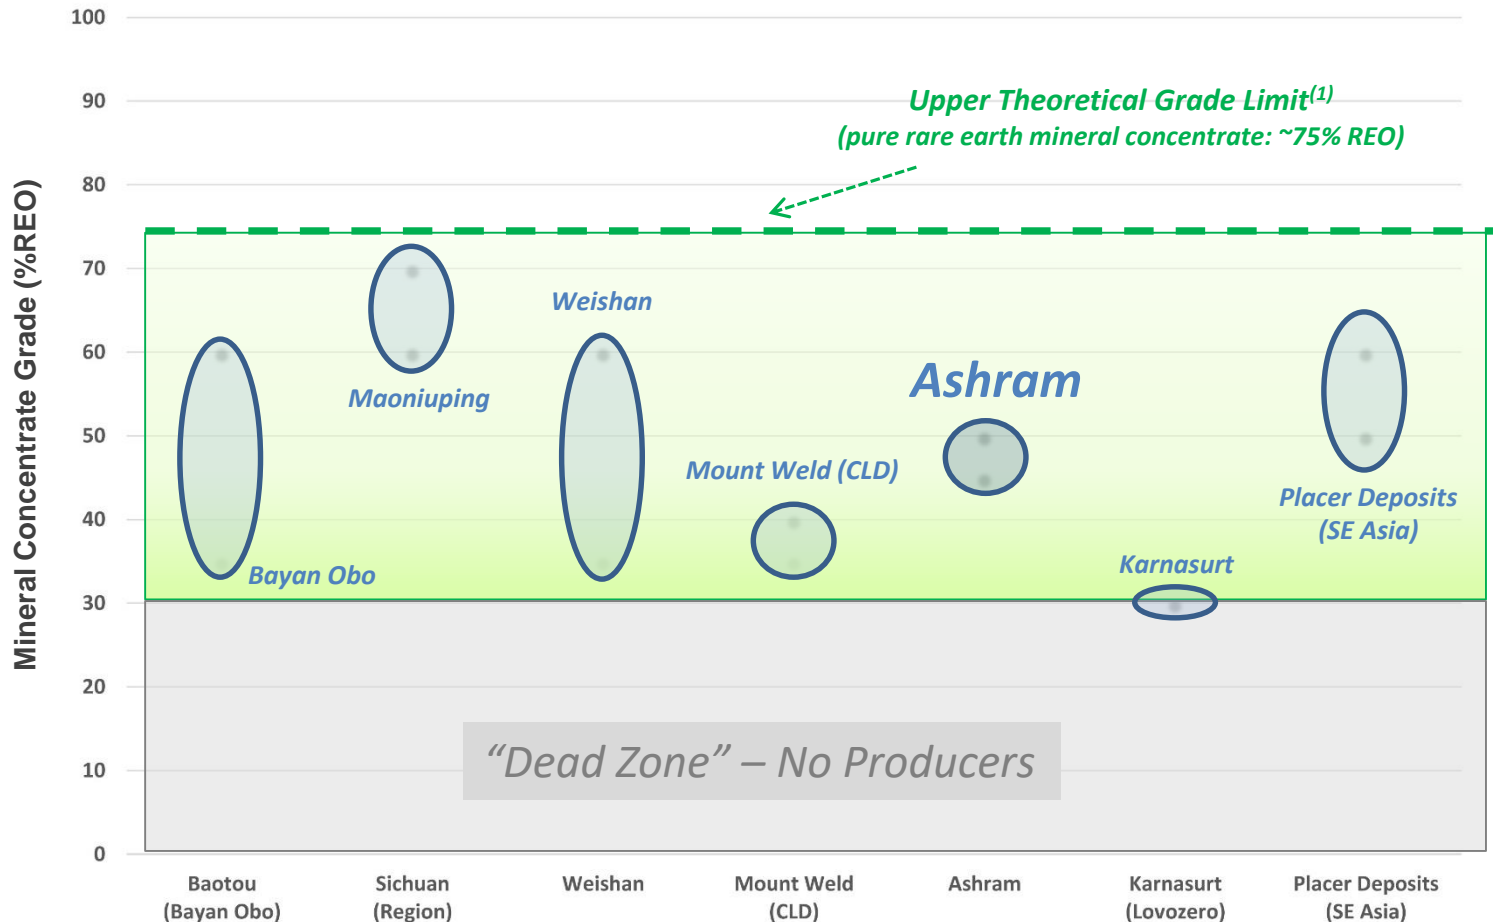 Mineral Concentrate Grade (%REO)
100
90
80
70
60
50
40
30
20
10
0
Upper Theoretical Grade Limit(1)
(pure rare earth mineral concentrate: ~75% REO)
Weishan
Maoniuping
Ashram
Mount Weld (CLD)
Placer Deposits
(SE Asia)
Bayan Obo
Karnasurt
“Dead Zone” – No Producers
Baotou
(Bayan Obo)
Sichuan
(Region)
Weishan
Mount Weld
(CLD)
Ashram
Karnasurt
(Lovozero)
Placer Deposits
(SE Asia)